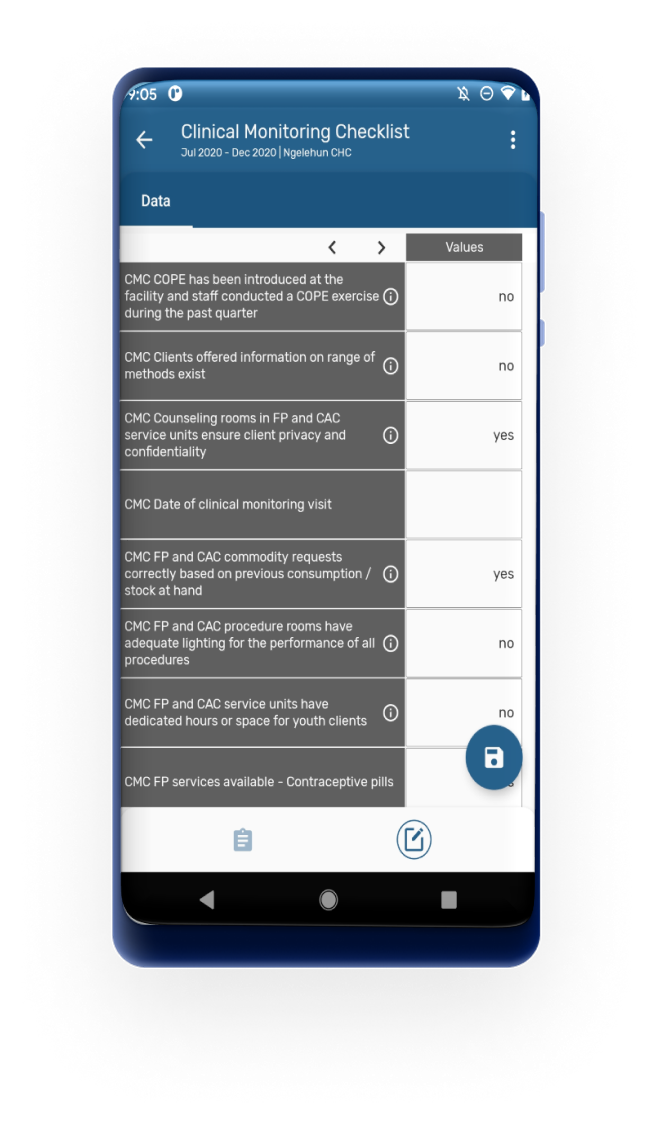 9:05
Clinical Monitoring Checklist
Jul 2020 - Dec 2020 | Ngelehun CHC
Data
Values
CMC COPE has been introduced at the
facility and staff conducted a COPE exercise
during the past quarter
no
CMC Clients offered information on range of
methods exist
no
CMC Counseling rooms in FP and CAC
service units ensure client privacy and
confidentiality
yes
CMC Date of clinical monitoring visit
CMC FP and CAC commodity requests
correctly based on previous consumption /
stock at hand
yes
CMC FP and CAC procedure rooms have
adequate lighting for the performance of all
procedures
no
CMC FP and CAC service units have
dedicated hours or space for youth clients
no
CMC FP services available - Contraceptive pills